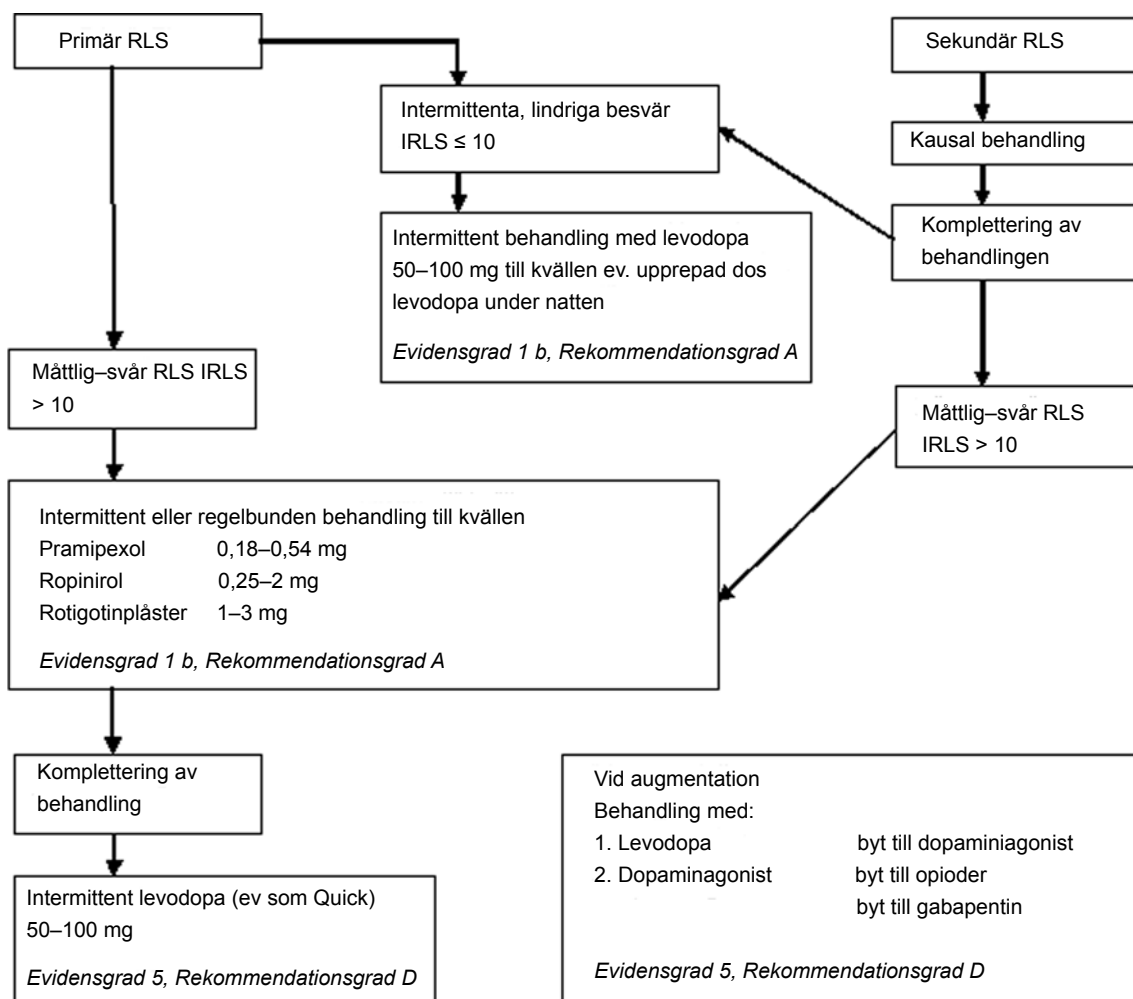 Primär RLS
Intermittenta, lindriga besvär
IRLS ≤ 10
Intermittent behandling med levodopa
50–100 mg till kvällen ev. upprepad dos
levodopa under natten
Evidensgrad 1 b, Rekommendationsgrad A
Sekundär RLS
Kausal behandling
Komplettering av
behandlingen
Måttlig–svår RLS
IRLS > 10
Måttlig–svår RLS IRLS
> 10
Intermittent eller regelbunden behandling till kvällen
Pramipexol 0,18–0,54 mg
Ropinirol 0,25–2 mg
Rotigotinplåster 1–3 mg
Evidensgrad 1 b, Rekommendationsgrad A
Komplettering av
behandling
Intermittent levodopa (ev som Quick)
50–100 mg
Evidensgrad 5, Rekommendationsgrad D
Vid augmentation
Behandling med:
1. Levodopa byt till dopaminiagonist
2. Dopaminagonist byt till opioder
byt till gabapentin
Evidensgrad 5, Rekommendationsgrad D